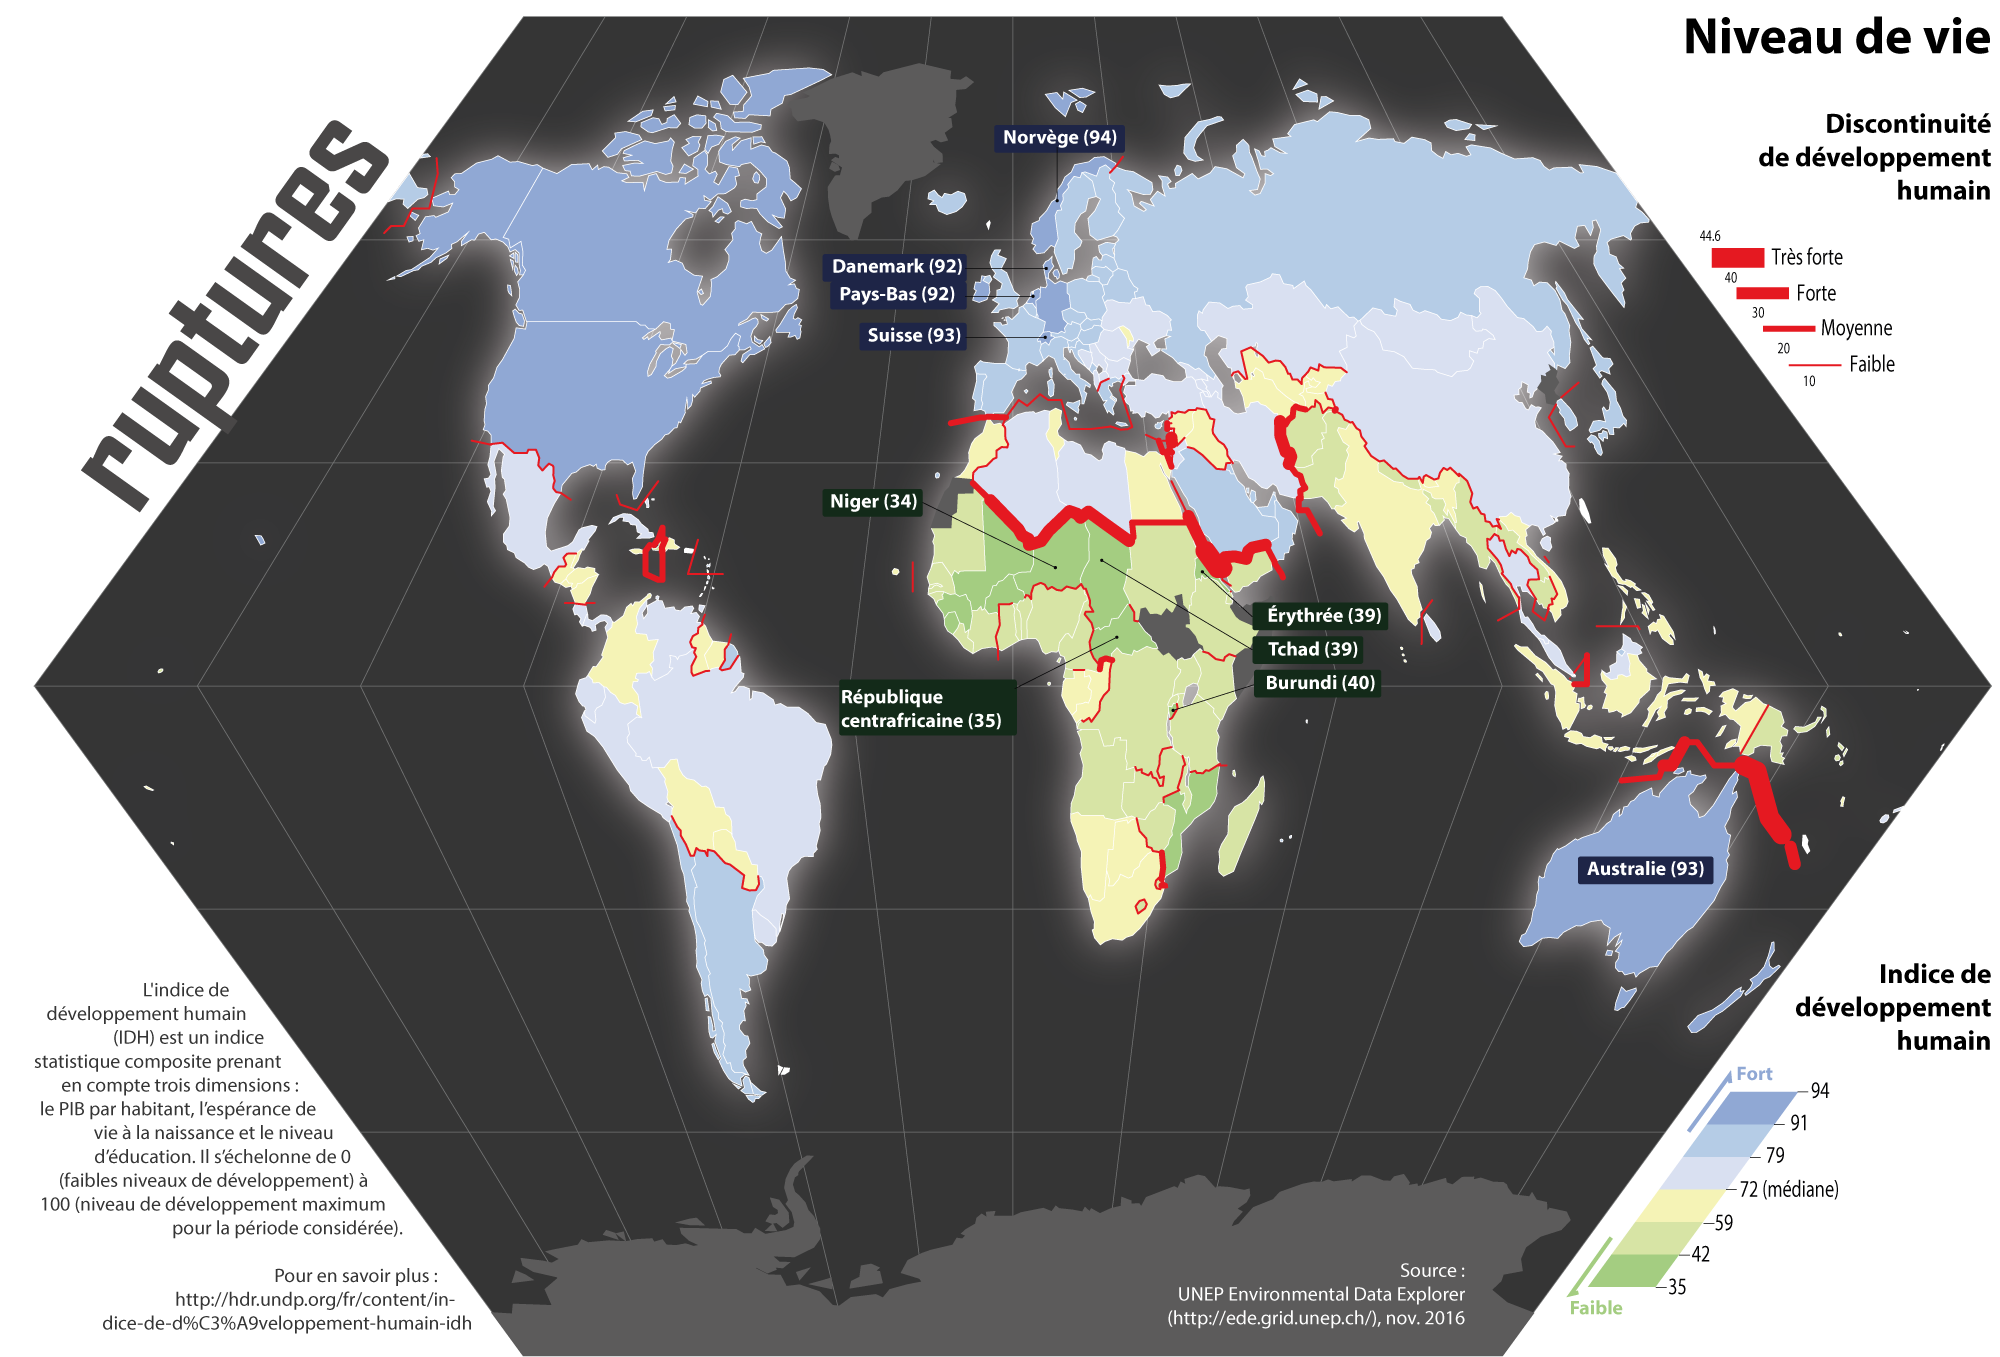 Niveau de vie
ruptures
Discontinuité
de développement
humain
44.6
Très forte
40
Forte
30
Moyenne
20
Faible
10
Norvège (94)
Danemark (92)
Pays-Bas (92)
Suisse (93)
Niger (34)
Érythrée (39)
Tchad (39)
Burundi (40)
République
centrafricaine (35)
Australie (93)
L'indice de
développement humain
(IDH) est un indice
statistique composite prenant
en compte trois dimensions :
le PIB par habitant, l’espérance de
vie à la naissance et le niveau
d’éducation. Il s’échelonne de 0
(faibles niveaux de développement) à
100 (niveau de développement maximum
pour la période considérée).
Pour en savoir plus :
http://hdr.undp.org/fr/content/in-
dice-de-d%C3%A9veloppement-humain-idh
Source :
UNEP Environmental Data Explorer
(http://ede.grid.unep.ch/), nov. 2016
Indice de
développement
humain
Fort
94
91
79
72 (médiane)
59
42
35
Faible